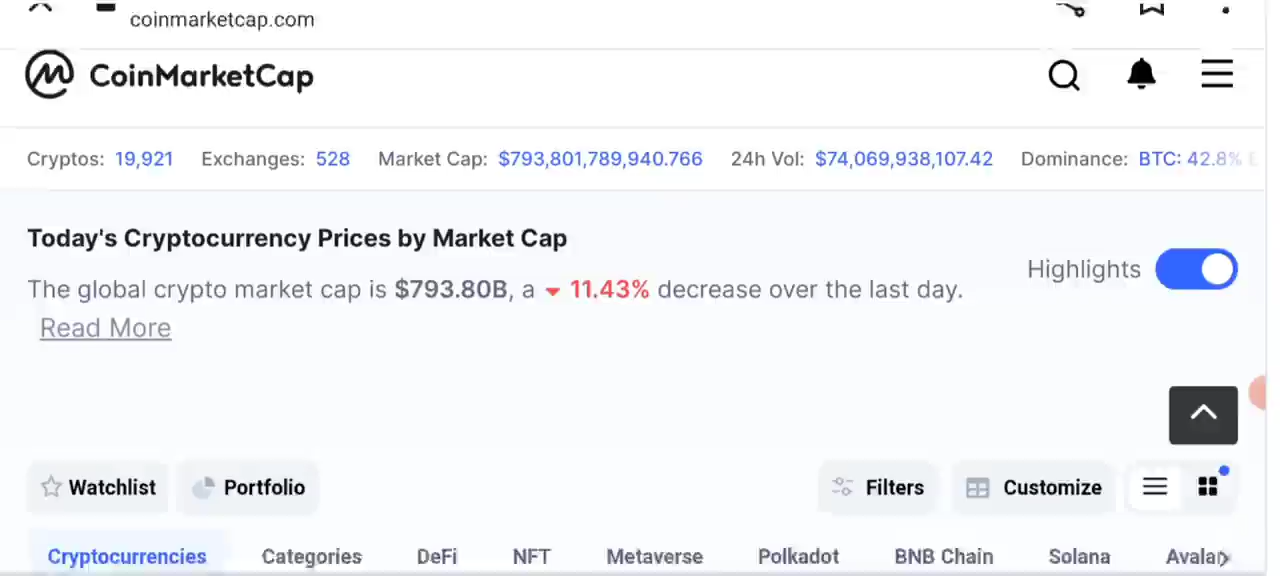 coinmarketcap.com
CoinMarketCap
Cryptos: 19,921 Exchanges: 528 Market Cap: $793,801,789,940.766 24h Vol: $74,069,938,107.42 Dominance: BTC: 42.8%
Today's Cryptocurrency Prices by Market Cap
The global crypto market cap is $793.80B, a 11.43% decrease over the last day.
Highlights
Read More
Watchlist Portfolio Filters Customize
Cryptocurrencies Categories DeFi NFT Metaverse Polkadot BNB Chain Solana